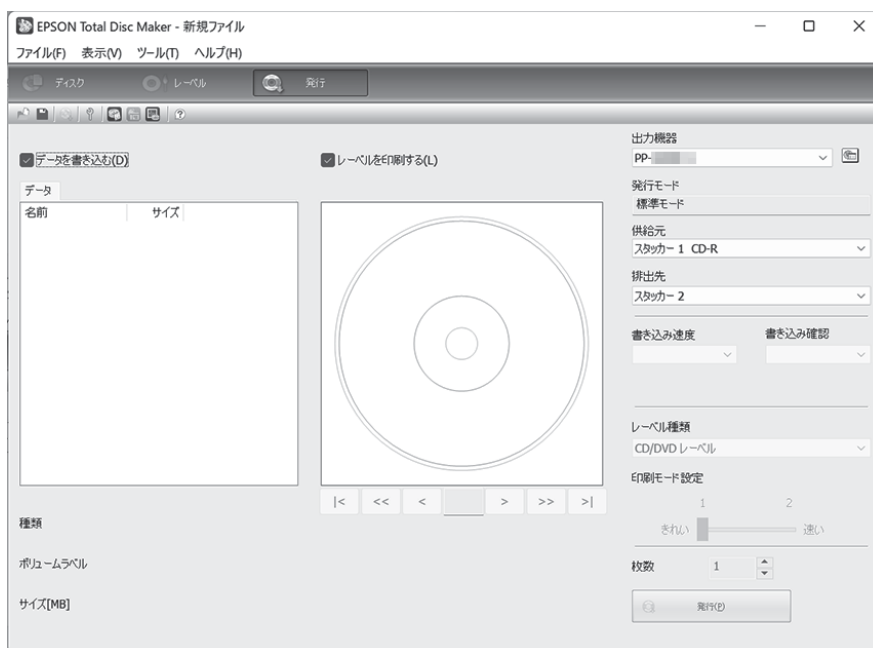 EPSON Total Disc Maker - 新規ファイル
ファイル(F) 表示(V) ツール(T) ヘルプ(H)
ディスク レーベル 発行
データを書き込む(D)
データ
名前 サイズ
種類
ボリュームラベル
サイズ[MB]
レーベルを印刷する(L)
|< << < > >> >|
出力機器
PP-
発行モード
標準モード
供給元
スタッカー 1 CD-R
排出先
スタッカー 2
書き込み速度 書き込み確認
レーベル種類
CD/DVD レーベル
印刷モード設定
1 2
きれい 速い
枚数 1
発行(P)